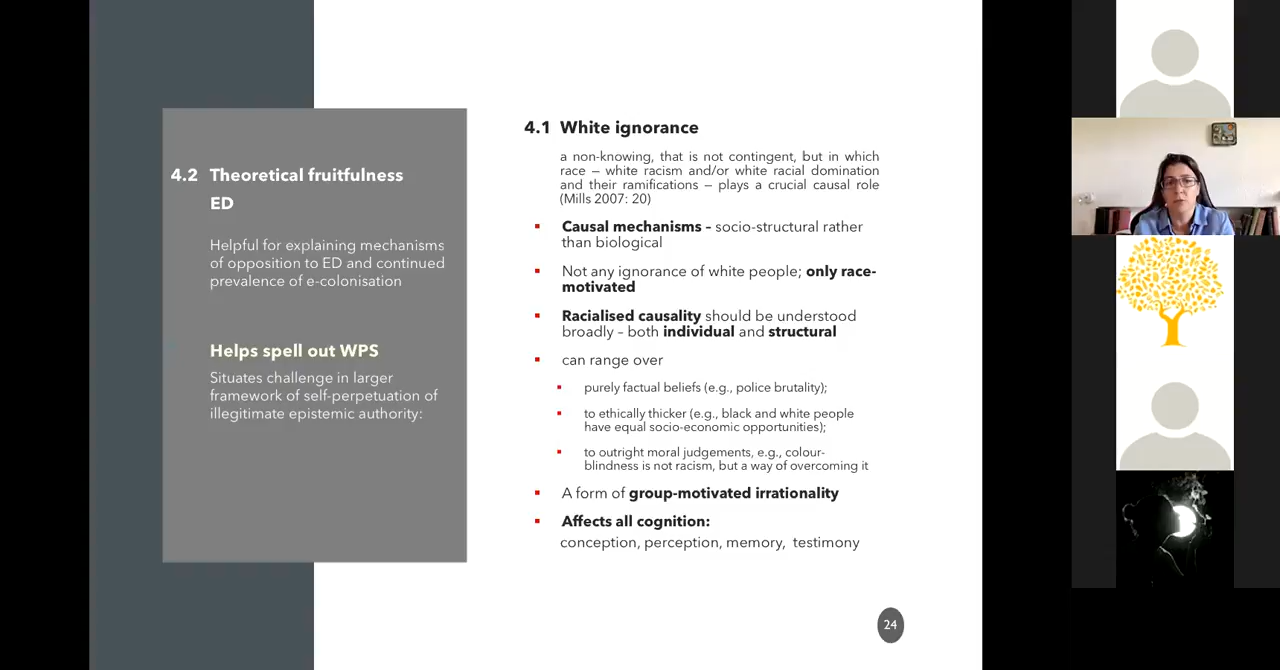 4.2 Theoretical fruitfulness
ED
Helpful for explaining mechanisms
of opposition to ED and continued
prevalence of e-colonisation
Helps spell out WPS
Situates challenge in larger
framework of self-perpetuation of
illegitimate epistemic authority:
4.1 White ignorance
a non-knowing, that is not contingent, but in which
race – white racism and/or white racial domination
and their ramifications – plays a crucial causal role
(Mills 2007: 20)
▪ Causal mechanisms – socio-structural rather
than biological
▪ Not any ignorance of white people; only race-
motivated
▪ Racialised causality should be understood
broadly – both individual and structural
▪ can range over
▪ purely factual beliefs (e.g., police brutality);
▪ to ethically thicker (e.g., black and white people
have equal socio-economic opportunities);
▪ to outright moral judgements, e.g., colour-
blindness is not racism, but a way of overcoming it
▪ A form of group-motivated irrationality
▪ Affects all cognition:
conception, perception, memory, testimony
24